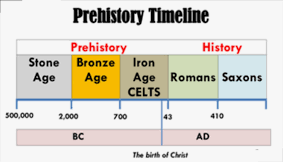 Prehistory Timeline
Prehistory History
Stone Age
Bronze Age
Iron Age CELTS
Romans
Saxons
500,000 2,000 700 43 410
BC AD
The birth of Christ